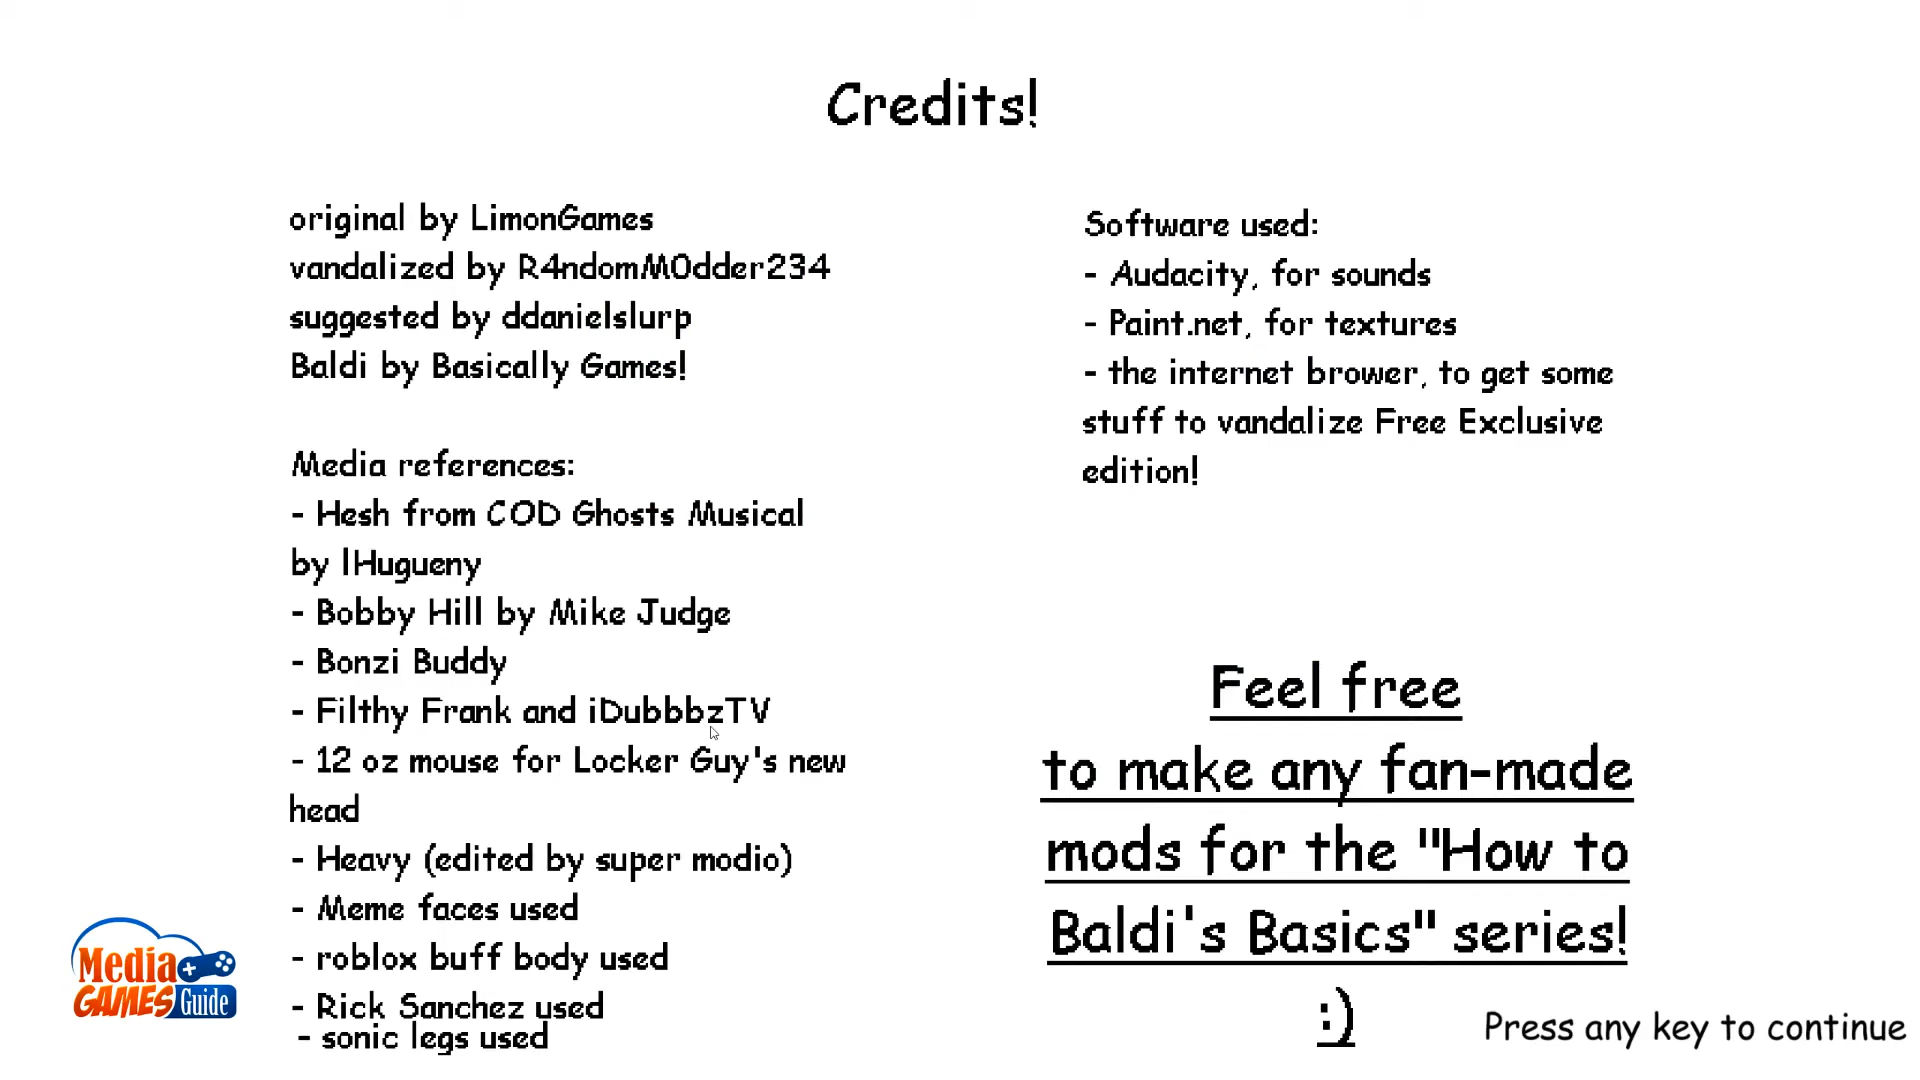 Credits!
original by LimonGames
vandalized by R4ndomM0dder234
suggested by ddanielslurp
Baldi by Basically Games!
Media references:
- Hesh from COD Ghosts Musical
by lHugueny
- Bobby Hill by Mike Judge
- Bonzi Buddy
- Filthy Frank and iDubbbzTV
- 12 oz mouse for Locker Guy's new
head
- Heavy (edited by super modio)
- Meme faces used
- roblox buff body used
- Rick Sanchez used
- sonic legs used
Software used:
- Audacity, for sounds
- Paint.net, for textures
- the internet brower, to get some
stuff to vandalize Free Exclusive
edition!
Feel free
to make any fan-made
mods for the "How to
Baldi's Basics" series!
:)
Press any key to continue
Media
GAMES Guide